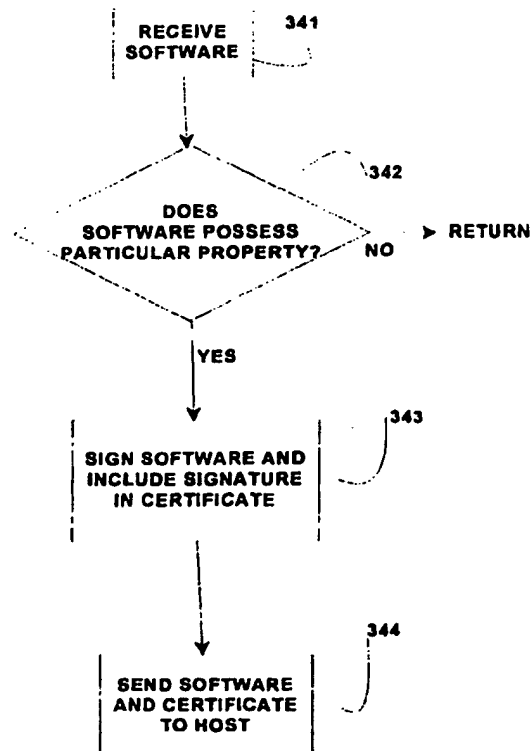 RECEIVE
SOFTWARE
341
342
DOES
SOFTWARE POSSESS
PARTICULAR PROPERTY?
NO
RETURN
YES
343
SIGN SOFTWARE AND
INCLUDE SIGNATURE
IN CERTIFICATE
344
SEND SOFTWARE
AND CERTIFICATE
TO HOST